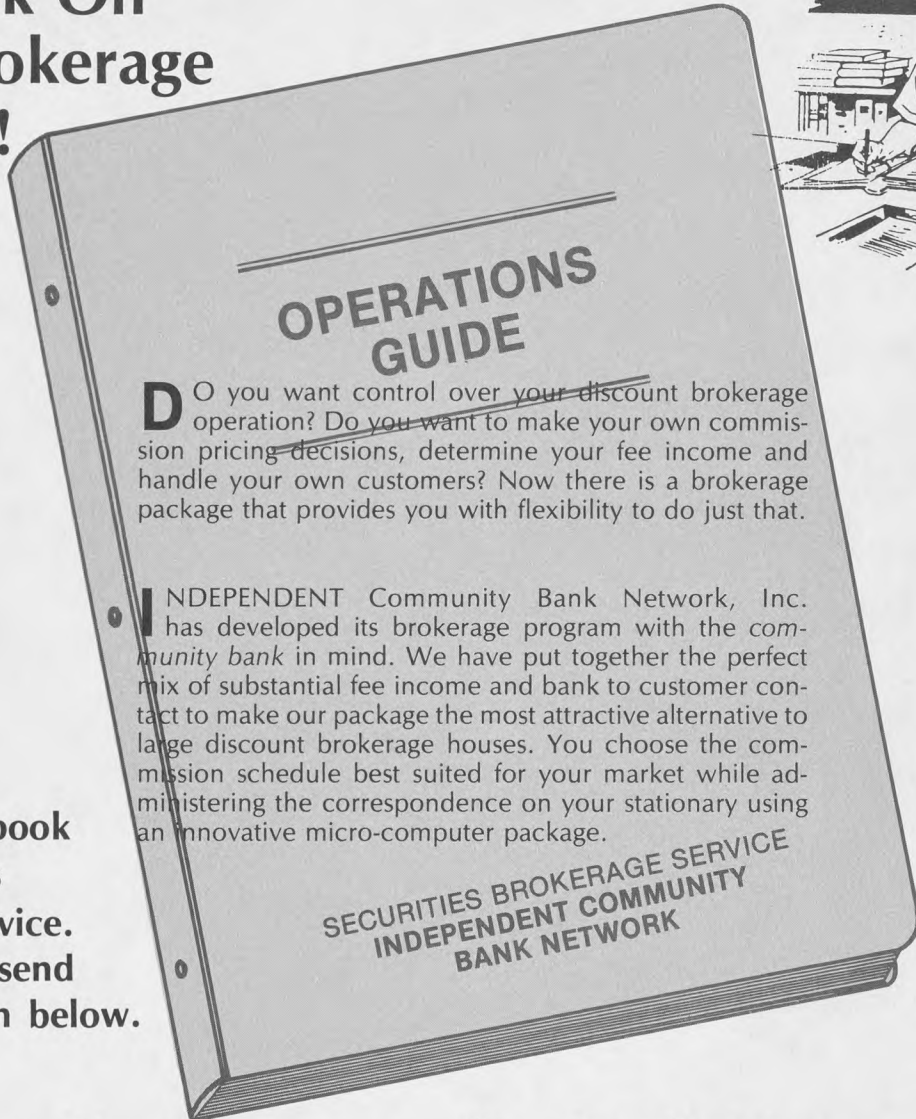 k On
okerage
!
OPERATIONS
GUIDE
DO you want control over your discount brokerage
operation? Do you want to make your own commis-
sion pricing decisions, determine your fee income and
handle your own customers? Now there is a brokerage
package that provides you with flexibility to do just that.
INDEPENDENT Community Bank Network, Inc.
has developed its brokerage program with the com-
munity bank in mind. We have put together the perfect
mix of substantial fee income and bank to customer con-
tact to make our package the most attractive alternative to
large discount brokerage houses. You choose the com-
mission schedule best suited for your market while ad-
ministering the correspondence on your stationary using
an innovative micro-computer package.
SECURITIES BROKERAGE SERVICE
INDEPENDENT COMMUNITY
BANK NETWORK
ook
vice.
send
below.